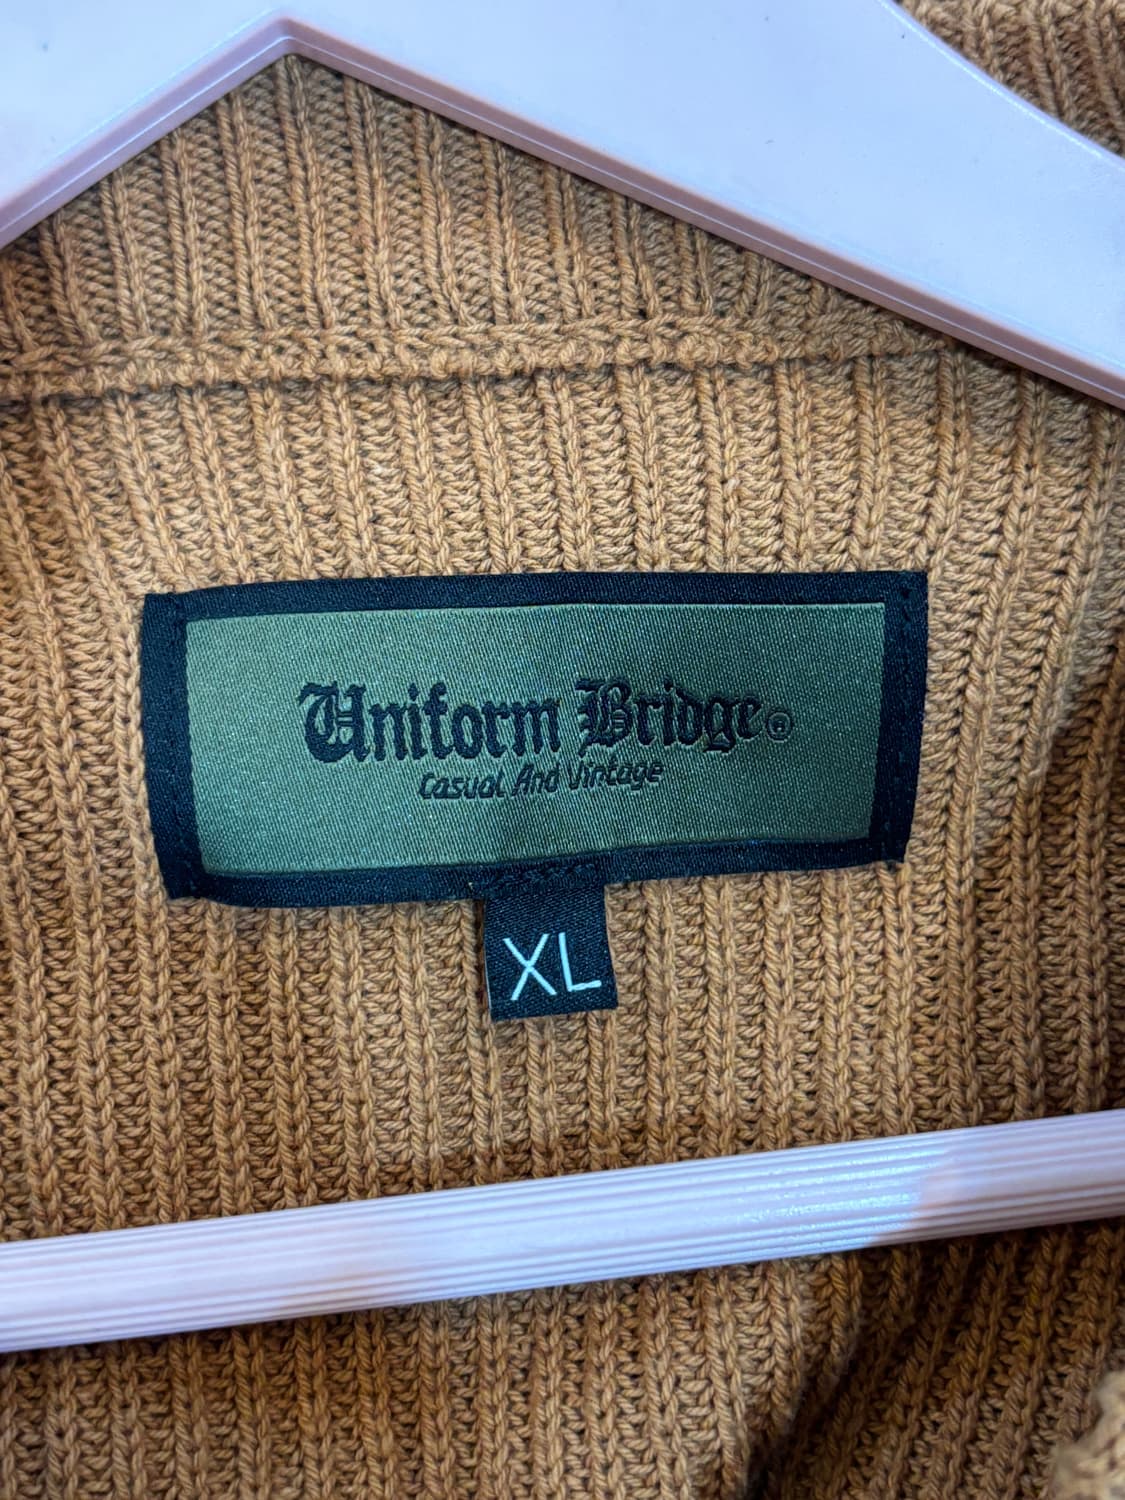 Uniform Bridge®
Casual And Vintage
XL